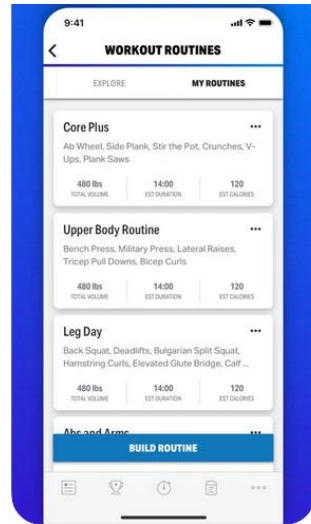 9:41
WORKOUT ROUTINES
EXPLORE MY ROUTINES
Core Plus
Ab Wheel, Side Plank, Stir the Pot, Crunches, V-
Ups, Plank Saws
480 lbs 14:00 120
TOTAL VOLUME EST DURATION EST CALORIES
Upper Body Routine
Bench Press, Military Press, Lateral Raises,
Tricep Pull Downs, Bicep Curls
480 lbs 14:00 120
TOTAL VOLUME EST DURATION EST CALORIES
Leg Day
Back Squat, Deadlifts, Bulgarian Split Squat,
Hamstring Curls, Elevated Glute Bridge, Calf ...
480 lbs 14:00 120
TOTAL VOLUME EST DURATION EST CALORIES
Abs and Arms
BUILD ROUTINE